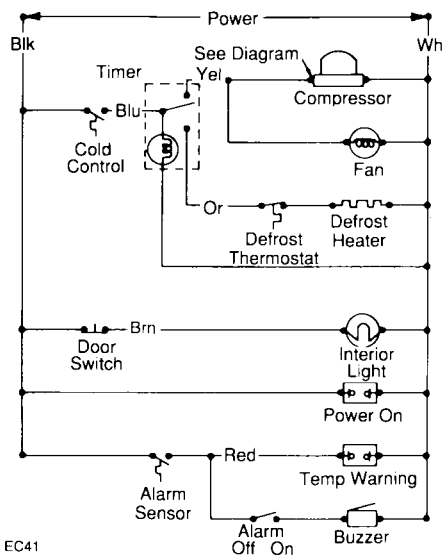 Power
Blk
Wh
See Diagram
Timer
Yel
Compressor
Blu
Cold
Control
Fan
Or
Defrost
Thermostat
Defrost
Heater
Brn
Door
Switch
Interior
Light
Power On
Red
Temp Warning
Alarm
Sensor
Alarm
Off On
Buzzer
EC41